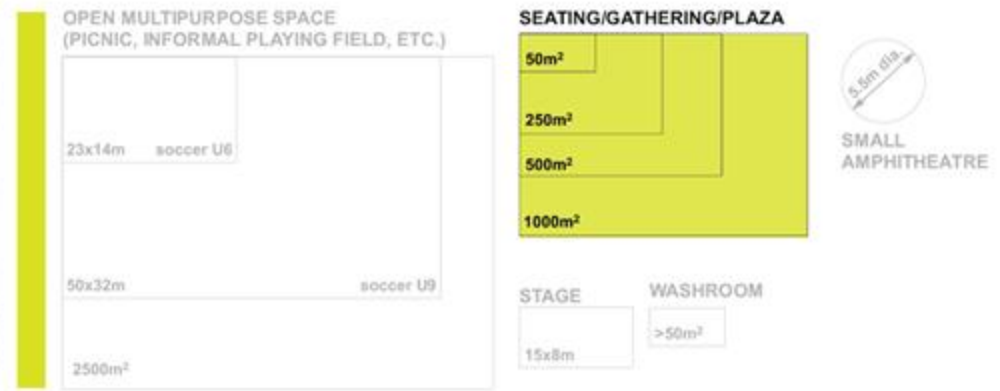 OPEN MULTIPURPOSE SPACE
(PICNIC, INFORMAL PLAYING FIELD, ETC.)
23x14m soccer U6
50x32m soccer U9
2500m²
SEATING/GATHERING/PLAZA
50m²
250m²
500m²
1000m²
5.5m dia.
SMALL
AMPHITHEATRE
STAGE
15x8m
WASHROOM
>50m²